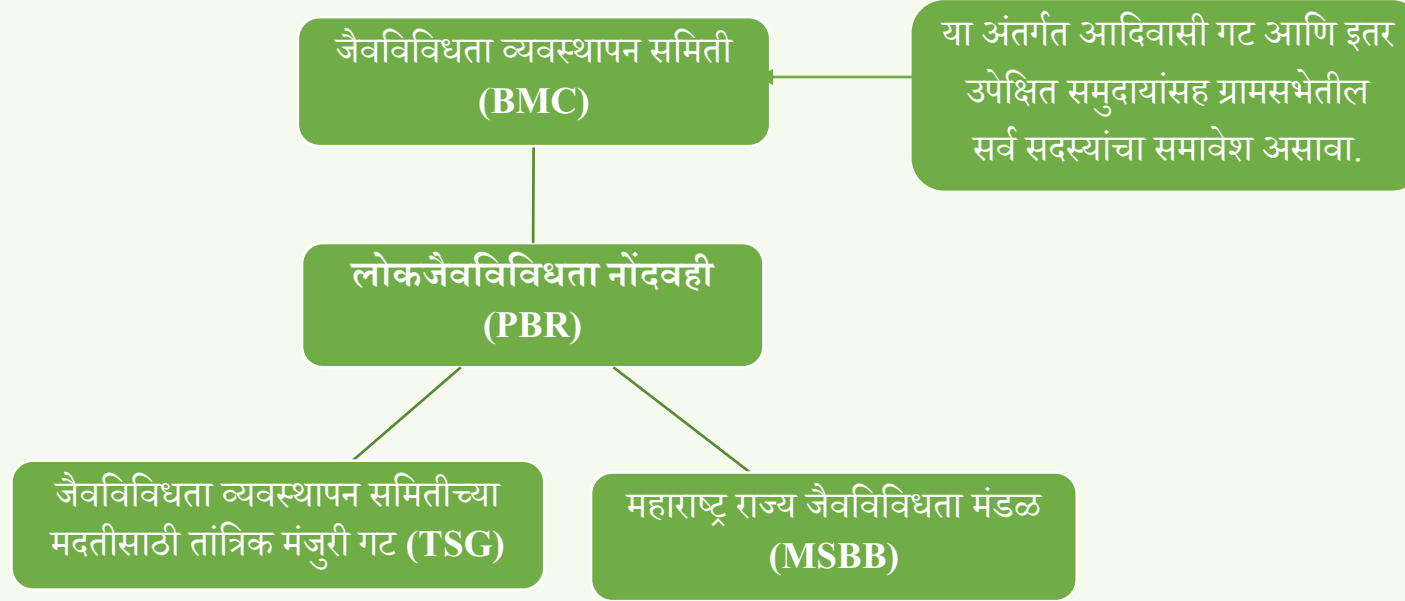 जैवविविधता व्यवस्थापन समिती
(BMC)
या अंतर्गत आदिवासी गट आणि इतर
उपेक्षित समुदायांसह ग्रामसभेतील
सर्व सदस्यांचा समावेश असावा.
लोकजैवविविधता नोंदवही
(PBR)
जैवविविधता व्यवस्थापन समितीच्या
मदतीसाठी तांत्रिक मंजुरी गट (TSG)
महाराष्ट्र राज्य जैवविविधता मंडळ
(MSBB)